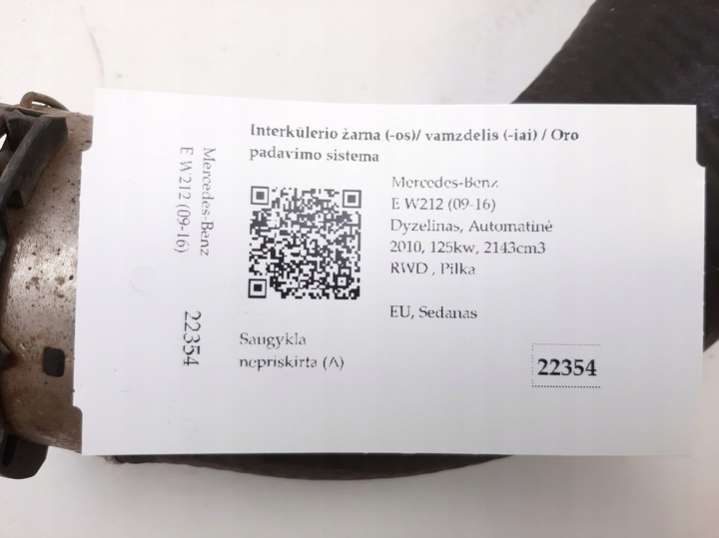 Interkūlerio žarna (-os)/ vamzdelis (-iai) / Oro
padavimo sistema
Mercedes-Benz
E W212 (09-16)
Dyzelinas, Automatinė
2010, 125kw, 2143cm3
RWD , Pilka
EU, Sedanas
Saugykla
nepriskirta (A)
22354
Mercedes-Benz
E W212 (09-16)
22354